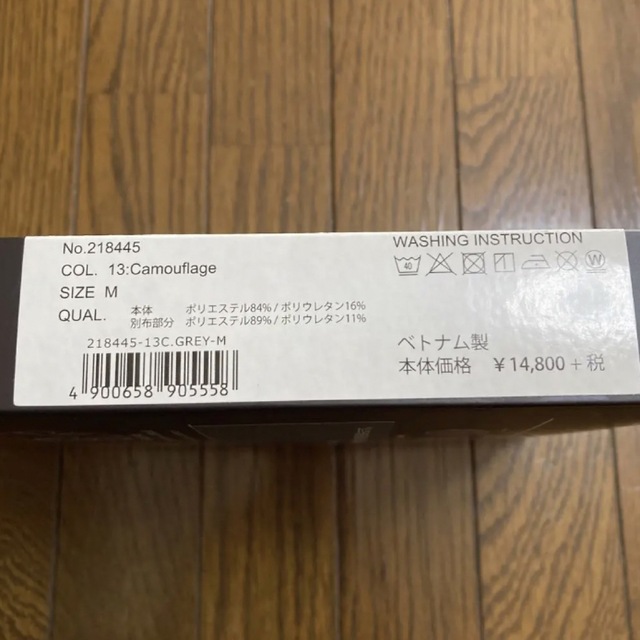 No.218445
COL. 13:Camouflage
SIZE M
QUAL. 本体 ポリエステル84% / ポリウレタン16%
別布部分 ポリエステル89% / ポリウレタン11%
218445-13C.GREY-M
4 900658 905558
WASHING INSTRUCTION
40
W
ベトナム製
本体価格 ¥14,800+税